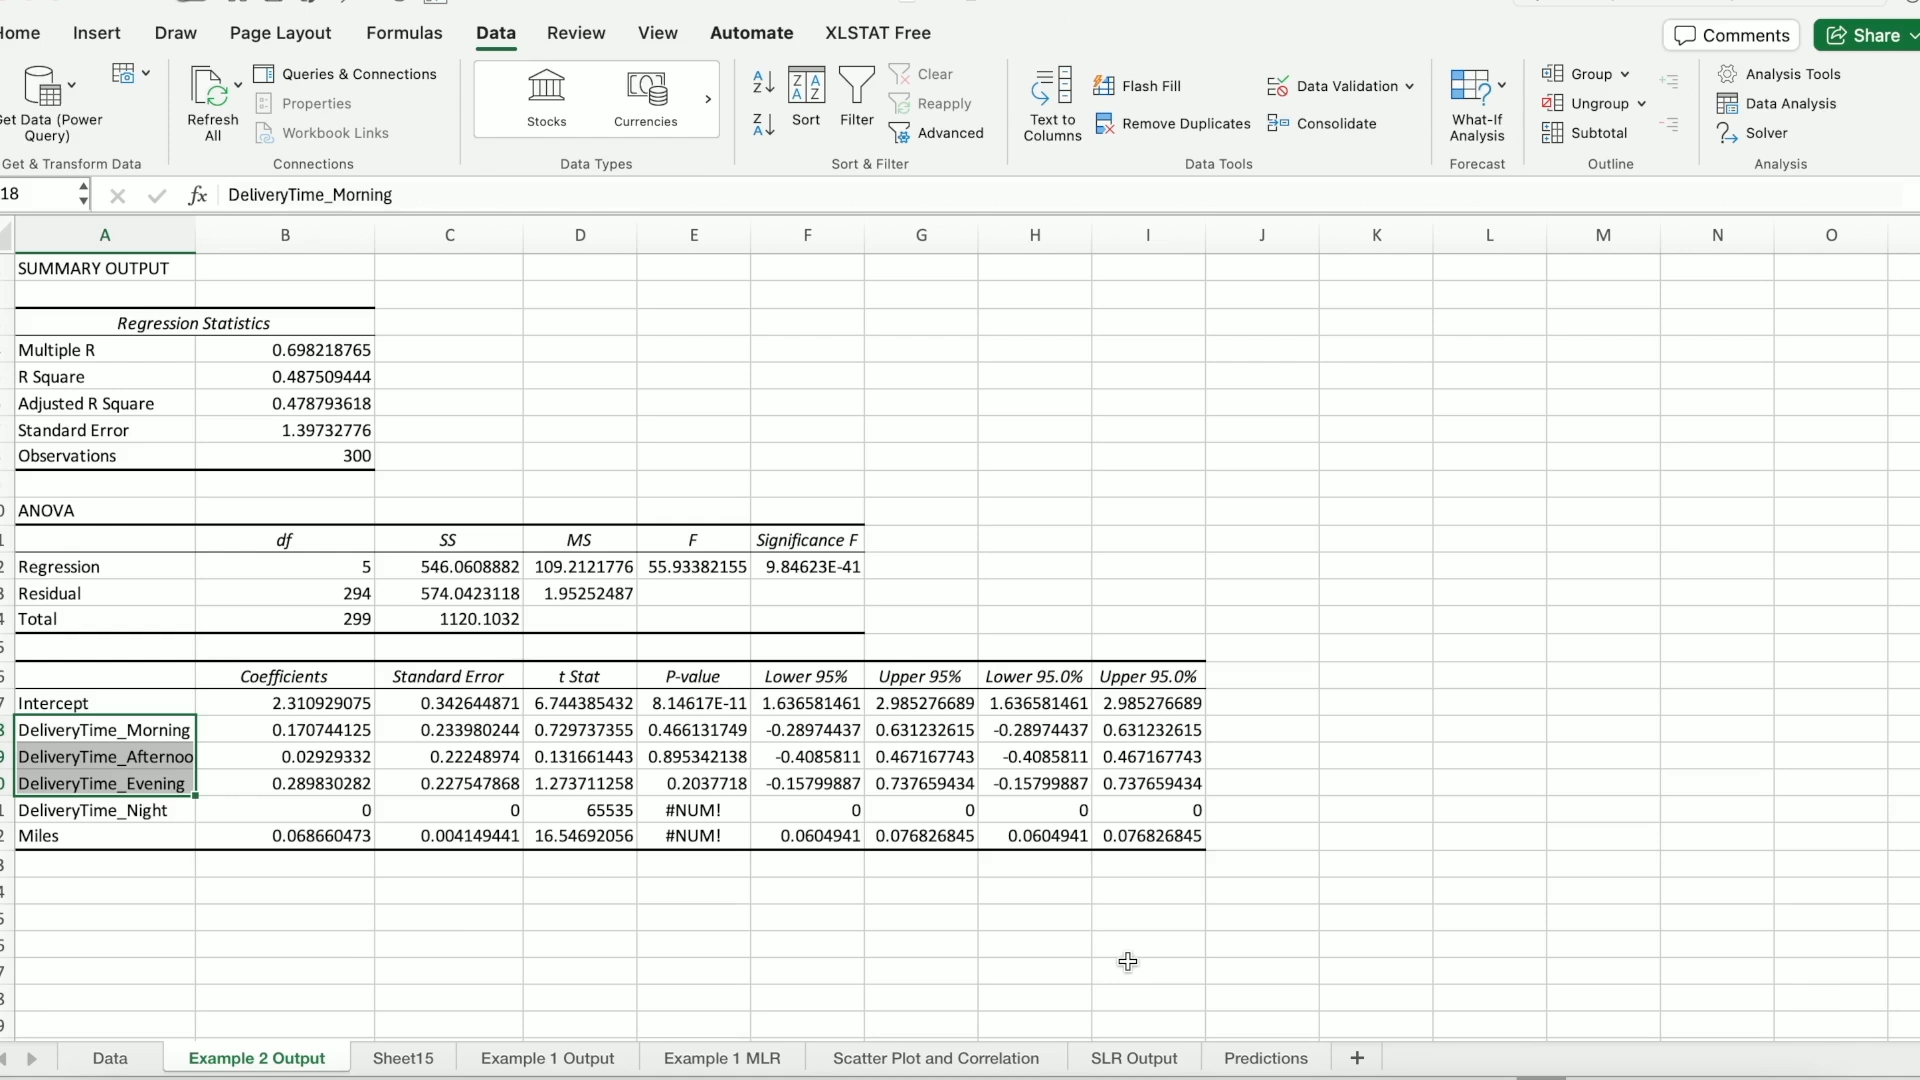 Home Insert Draw Page Layout Formulas Data Review View Automate XLSTAT Free Comments Share
Get Data (Power Query)
Refresh All
Queries & Connections
Properties
Workbook Links
Stocks
Currencies
Sort
Filter
Clear
Reapply
Advanced
Text to Columns
Flash Fill
Remove Duplicates
Data Validation
Consolidate
What-If Analysis
Group
Ungroup
Subtotal
Analysis Tools
Data Analysis
Solver
Get & Transform Data Connections Data Types Sort & Filter Data Tools Forecast Outline Analysis
18 fx DeliveryTime_Morning
A B C D E F G H I J K L M N O
SUMMARY OUTPUT
Regression Statistics
Multiple R 0.698218765
R Square 0.487509444
Adjusted R Square 0.478793618
Standard Error 1.39732776
Observations 300
ANOVA
df SS MS F Significance F
Regression 5 546.0608882 109.2121776 55.93382155 9.84623E-41
Residual 294 574.0423118 1.95252487
Total 299 1120.1032
Coefficients Standard Error t Stat P-value Lower 95% Upper 95% Lower 95.0% Upper 95.0%
Intercept 2.310929075 0.342644871 6.744385432 8.14617E-11 1.636581461 2.985276689 1.636581461 2.985276689
DeliveryTime_Morning 0.170744125 0.233980244 0.729737355 0.466131749 -0.28974437 0.631232615 -0.28974437 0.631232615
DeliveryTime_Afternoo 0.02929332 0.22248974 0.131661443 0.895342138 -0.4085811 0.467167743 -0.4085811 0.467167743
DeliveryTime_Evening 0.289830282 0.227547868 1.273711258 0.2037718 -0.15799887 0.737659434 -0.15799887 0.737659434
DeliveryTime_Night 0 0 65535 #NUM! 0 0 0 0
Miles 0.068660473 0.004149441 16.54692056 #NUM! 0.0604941 0.076826845 0.0604941 0.076826845
Data Example 2 Output Sheet15 Example 1 Output Example 1 MLR Scatter Plot and Correlation SLR Output Predictions +